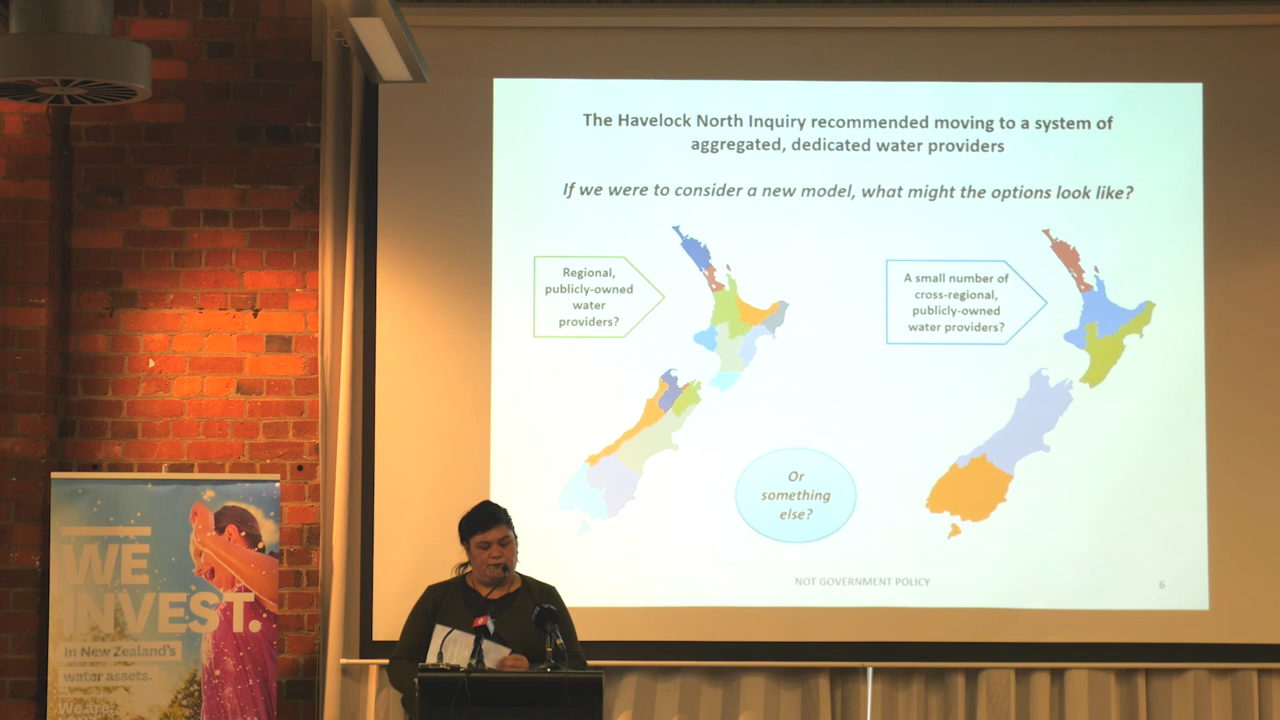 The Havelock North Inquiry recommended moving to a system of
aggregated, dedicated water providers
If we were to consider a new model, what might the options look like?
Regional,
publicly-owned
water
providers?
A small number of
cross-regional,
publicly-owned
water providers?
Or
something
else?
NOT GOVERNMENT POLICY
6
WE
INVEST.
In New Zealand's
water assets.
We are